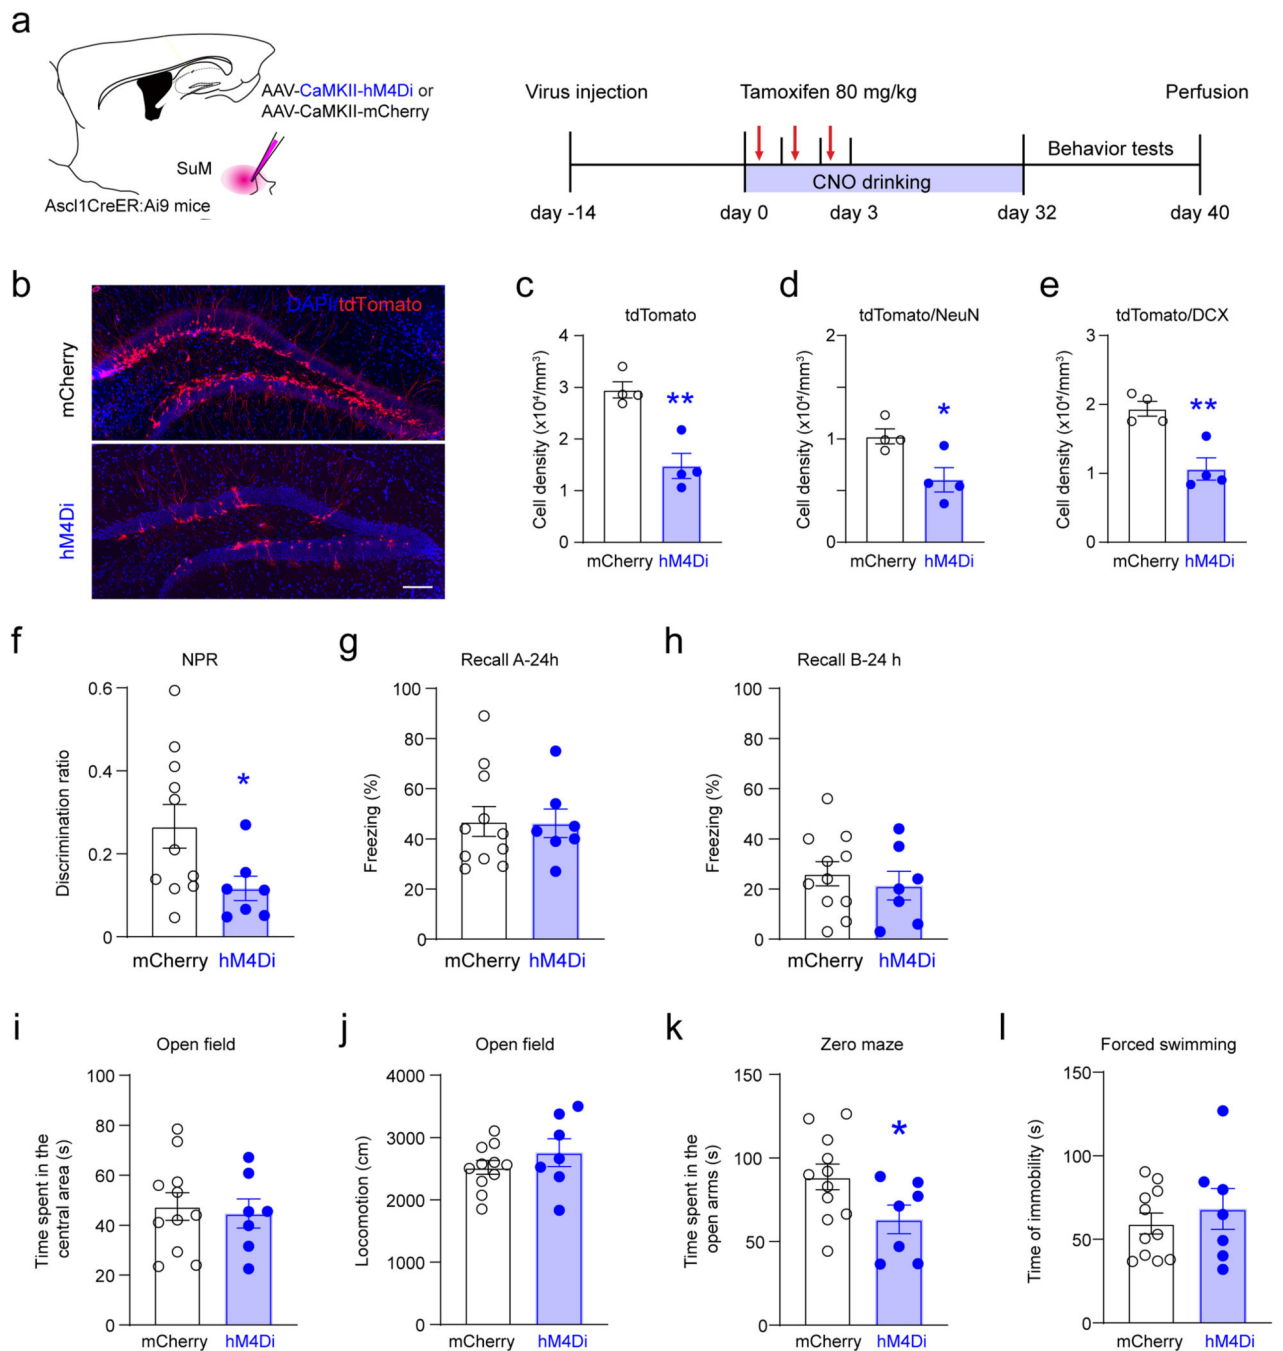 a
AAV-CaMKII-hM4Di or
AAV-CaMKII-mCherry
SuM
Ascl1CreER:Ai9 mice
Virus injection
Tamoxifen 80 mg/kg
Perfusion
Behavior tests
CNO drinking
day -14
day 0
day 3
day 32
day 40
b
DAPI/tdTomato
mCherry
hM4Di
c
tdTomato
Cell density (x10⁴/mm³)
4
3
2
1
0
**
mCherry hM4Di
d
tdTomato/NeuN
Cell density (x10⁴/mm³)
2
1
0
*
mCherry hM4Di
e
tdTomato/DCX
Cell density (x10⁴/mm³)
3
2
1
0
**
mCherry hM4Di
f
NPR
Discrimination ratio
0.6
0.4
0.2
0
*
mCherry hM4Di
g
Recall A-24h
Freezing (%)
100
80
60
40
20
0
mCherry hM4Di
h
Recall B-24 h
Freezing (%)
100
80
60
40
20
0
mCherry hM4Di
i
Open field
Time spent in the
central area (s)
100
80
60
40
20
0
mCherry hM4Di
j
Open field
Locomotion (cm)
4000
3000
2000
1000
0
mCherry hM4Di
k
Zero maze
Time spent in the
open arms (s)
150
100
50
0
*
mCherry hM4Di
l
Forced swimming
Time of immobility (s)
150
100
50
0
mCherry hM4Di